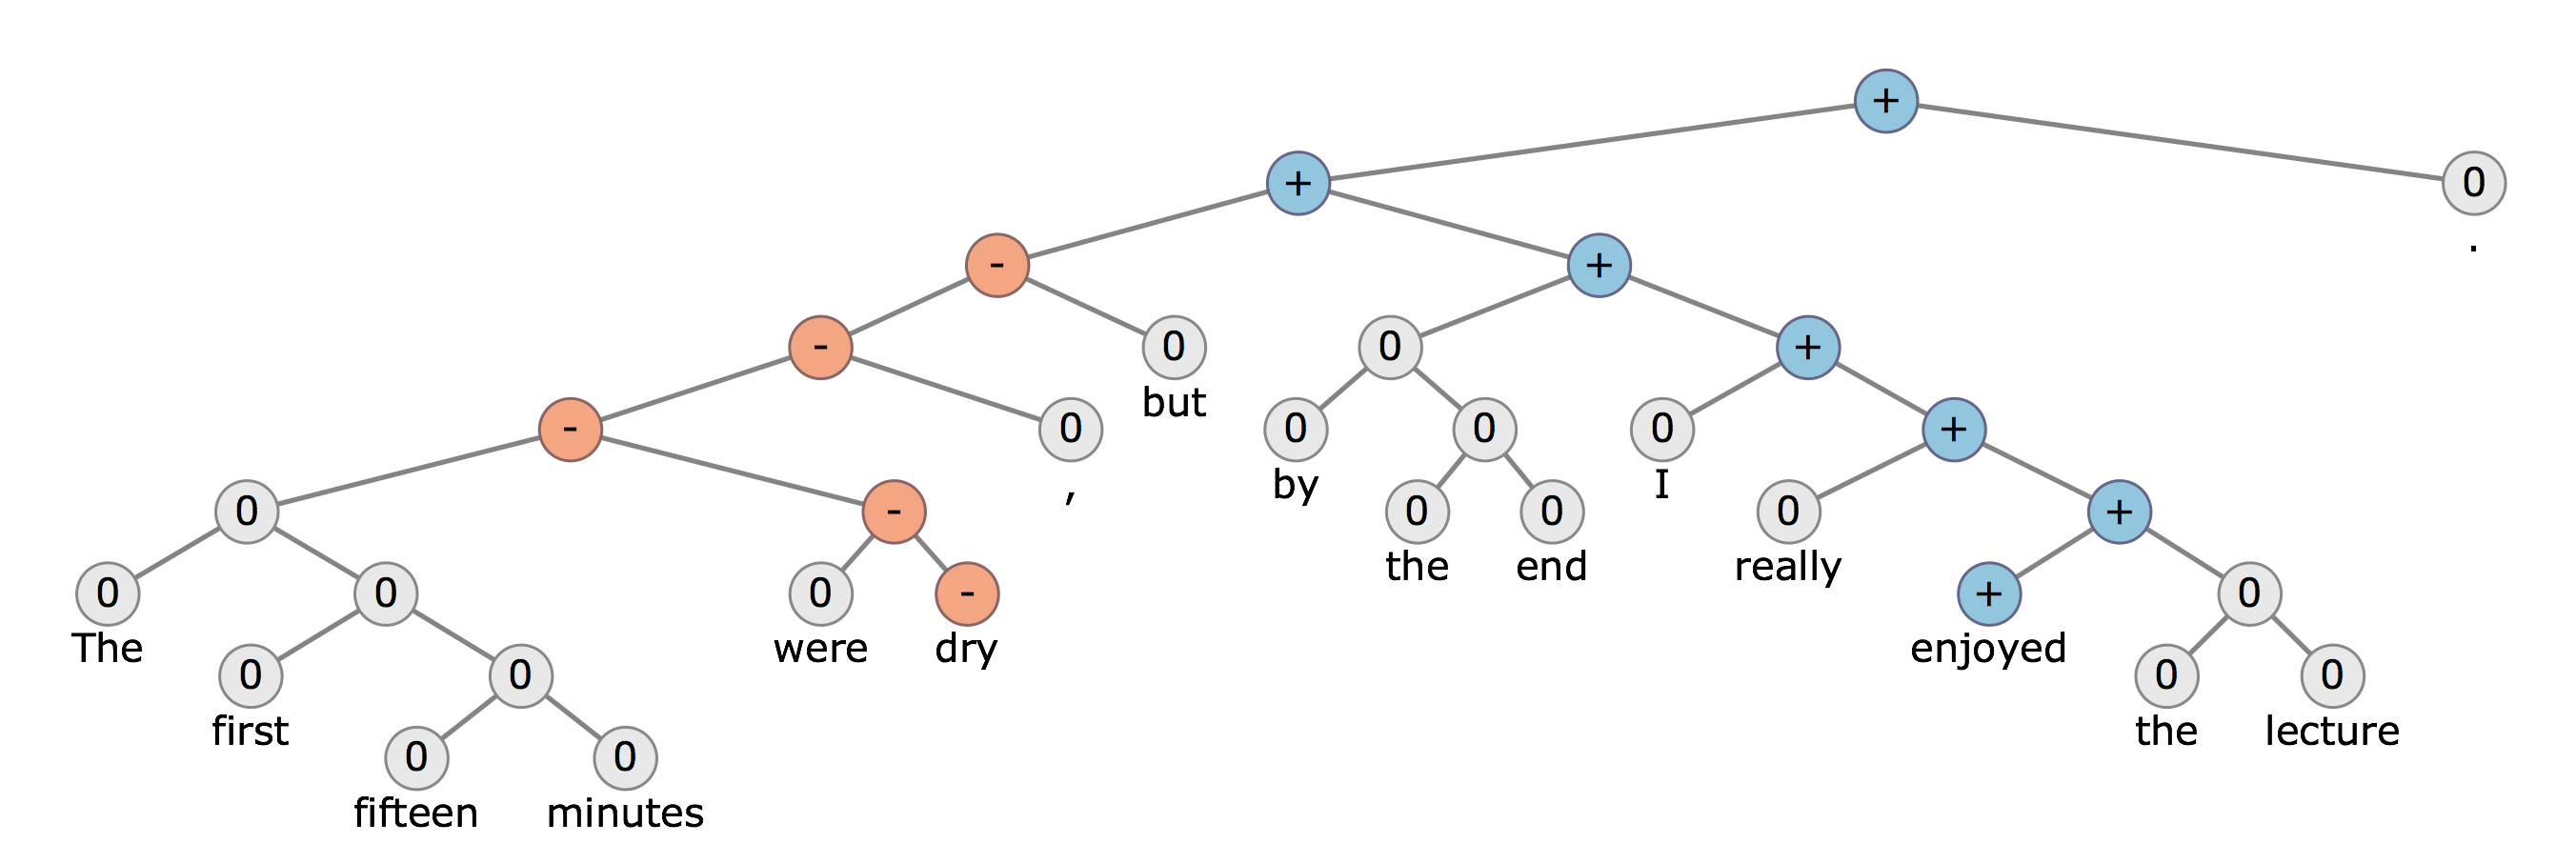 +
+ 0
- + .
- 0 0 +
but
- 0 0 0 0 +
, by I
0 - 0 0 0 +
the end really
0 0 0 - + 0
The were dry enjoyed
0 0 0 0
first the lecture
0 0
fifteen minutes